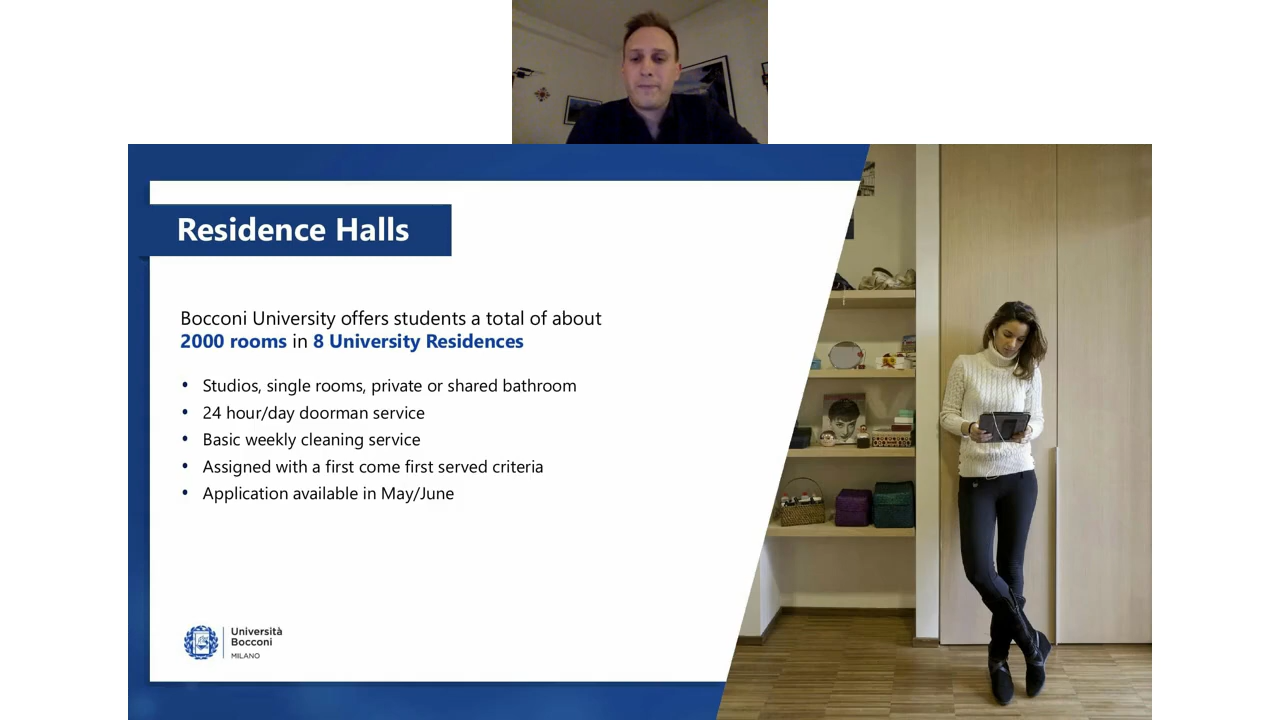 Residence Halls
Bocconi University offers students a total of about
2000 rooms in 8 University Residences
• Studios, single rooms, private or shared bathroom
• 24 hour/day doorman service
• Basic weekly cleaning service
• Assigned with a first come first served criteria
• Application available in May/June
Università
Bocconi
MILANO